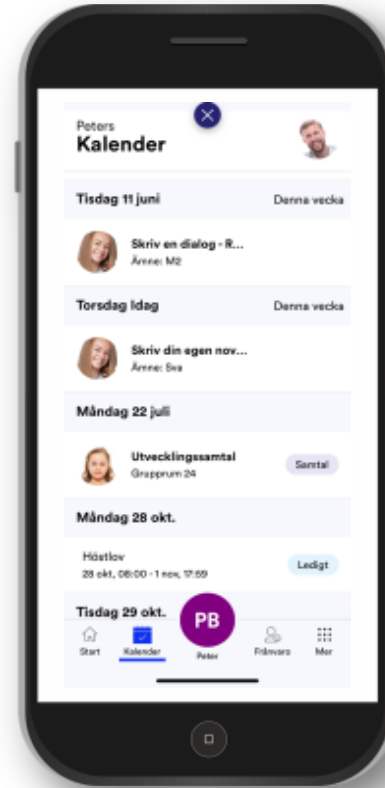 Peters
Kalender
Tisdag 11 juni Denna vecka
Skriv en dialog - R...
Ämne: M2
Torsdag Idag Denna vecka
Skriv din egen nov...
Ämne: Sva
Måndag 22 juli
Utvecklingssamtal
Grupprum 24
Samtal
Måndag 28 okt.
Höstlov
28 okt, 08:00 - 1 nov, 17:59
Ledigt
Tisdag 29 okt.
PB
Start Kalender Peter Frånvaro Mer